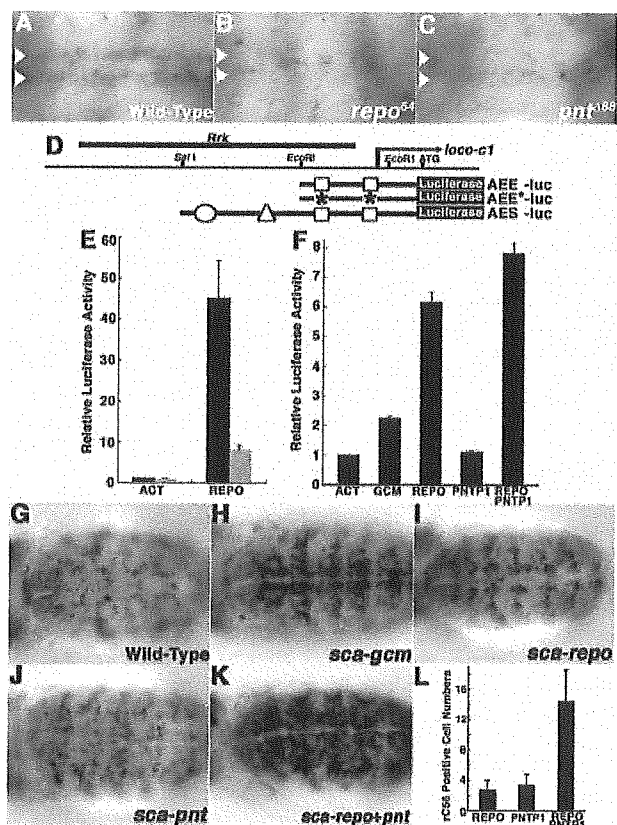 A B C
Wild-Type repo⁶⁴ pnt^Δ88
D Rrk loco-c1
Sal I EcoRI EcoR1 ATG
Luciferase AEE -luc
Luciferase AEE*-luc
Luciferase AES -luc
E F
Relative Luciferase Activity
60
50
40
30
20
10
0
ACT REPO
Relative Luciferase Activity
8
7
6
5
4
3
2
1
0
ACT GCM REPO PNTP1 REPO
PNTP1
G H I
Wild-Type sca-gcm sca-repo
J K L
sca-pnt sca-repo+pnt
rC56 Positive Cell Numbers
16
12
8
4
0
REPO PNTP1 REPO